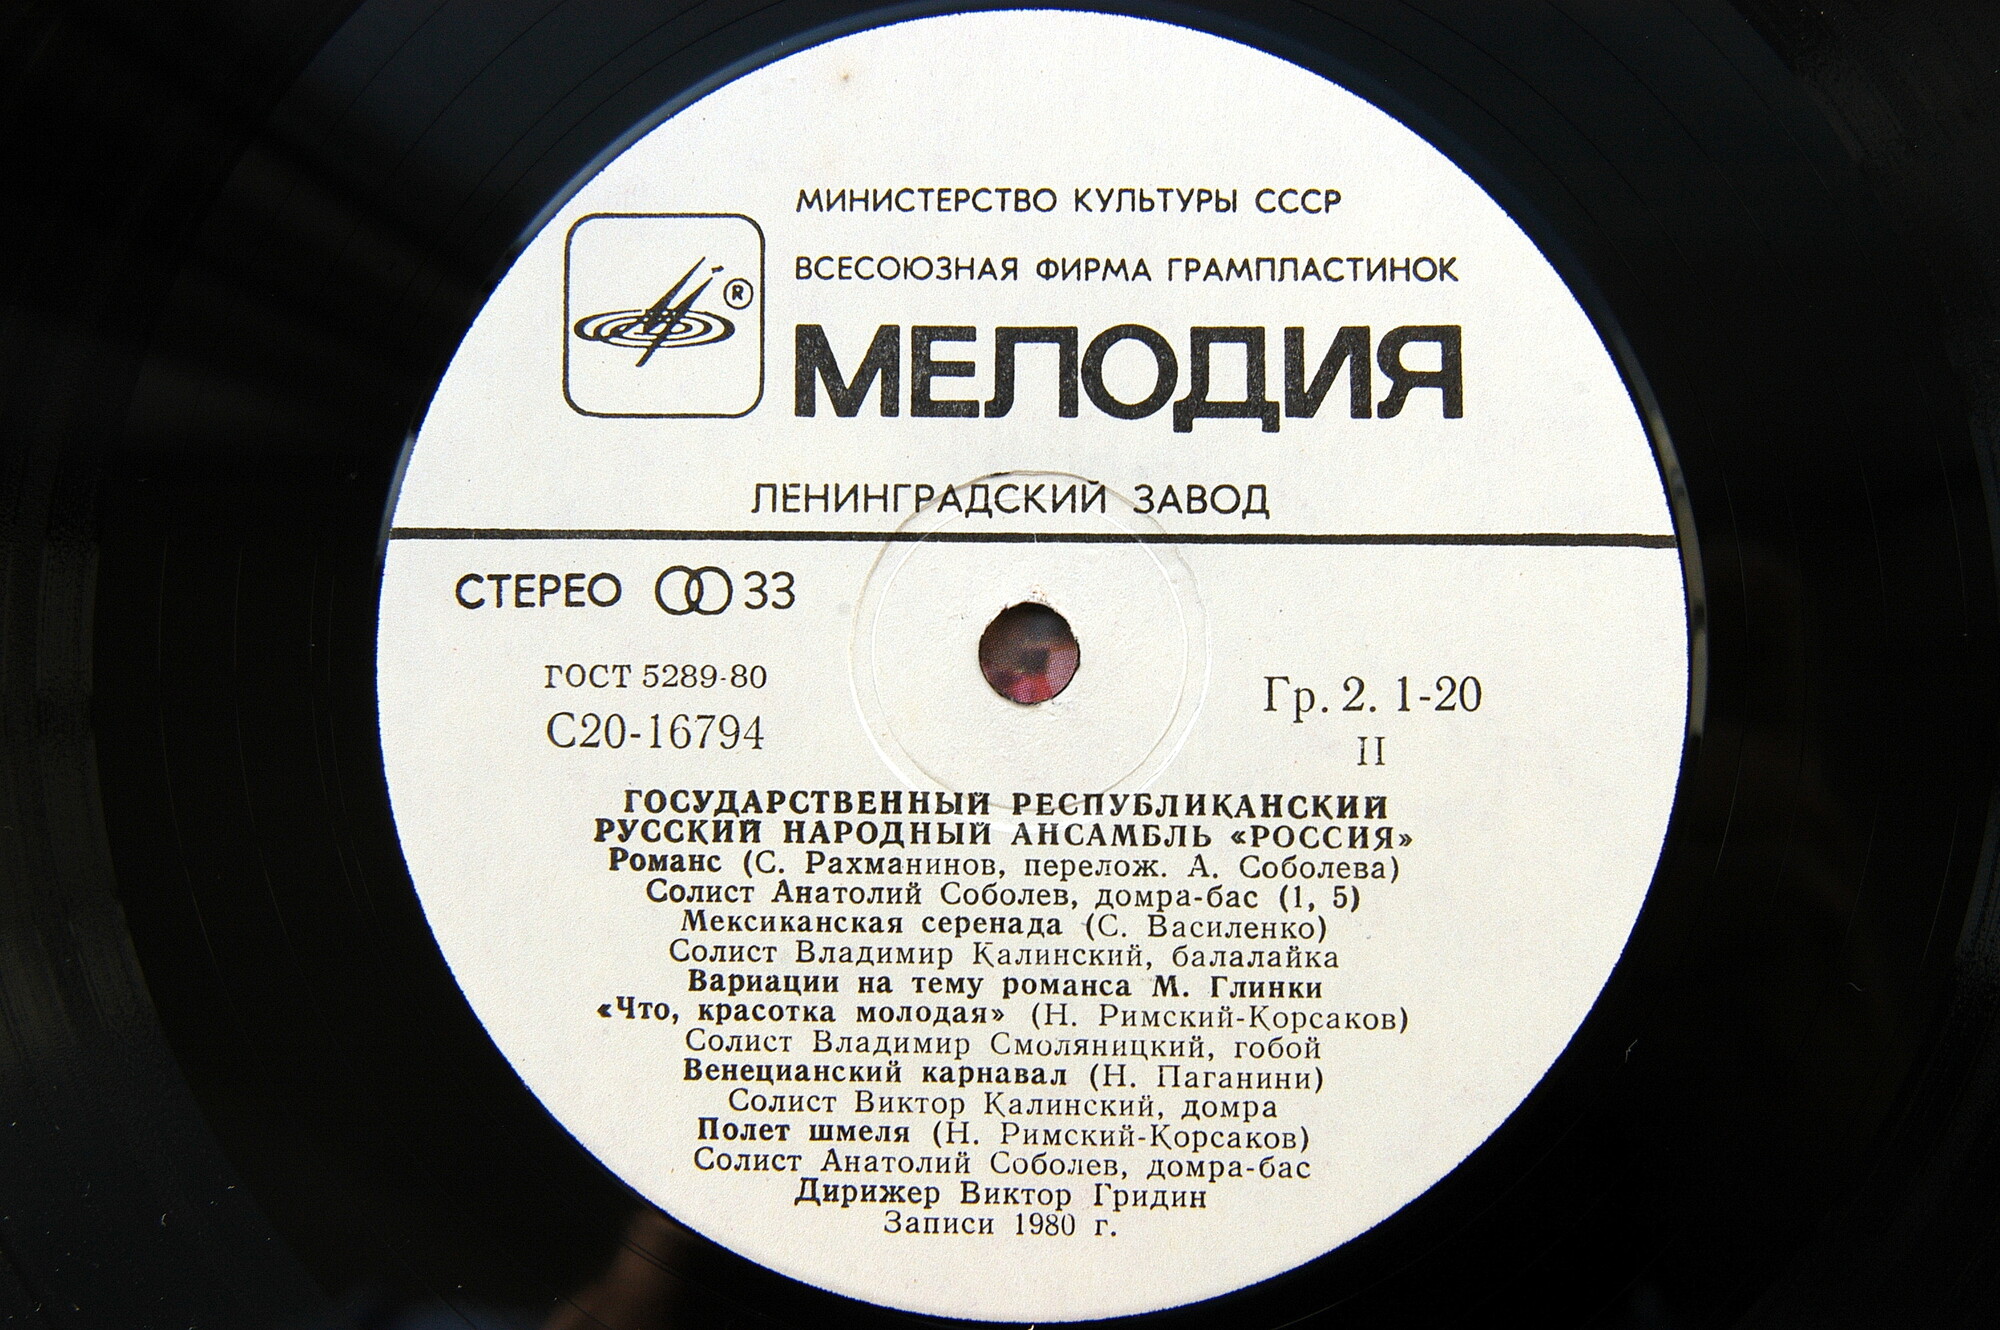 МИНИСТЕРСТВО КУЛЬТУРЫ СССР
ВСЕСОЮЗНАЯ ФИРМА ГРАМПЛАСТИНОК
®
МЕЛОДИЯ
ЛЕНИНГРАДСКИЙ ЗАВОД
СТЕРЕО 33
ГОСТ 5289-80
С20-16794
Гр. 2. 1-20
II
ГОСУДАРСТВЕННЫЙ РЕСПУБЛИКАНСКИЙ
РУССКИЙ НАРОДНЫЙ АНСАМБЛЬ «РОССИЯ»
Романс (С. Рахманинов, перелож. А. Соболева)
Солист Анатолий Соболев, домра-бас (1, 5)
Мексиканская серенада (С. Василенко)
Солист Владимир Калинский, балалайка
Вариации на тему романса М. Глинки
«Что, красотка молодая» (Н. Римский-Корсаков)
Солист Владимир Смоляницкий, гобой
Венецианский карнавал (Н. Паганини)
Солист Виктор Калинский, домра
Полет шмеля (Н. Римский-Корсаков)
Солист Анатолий Соболев, домра-бас
Дирижер Виктор Гридин
Записи 1980 г.